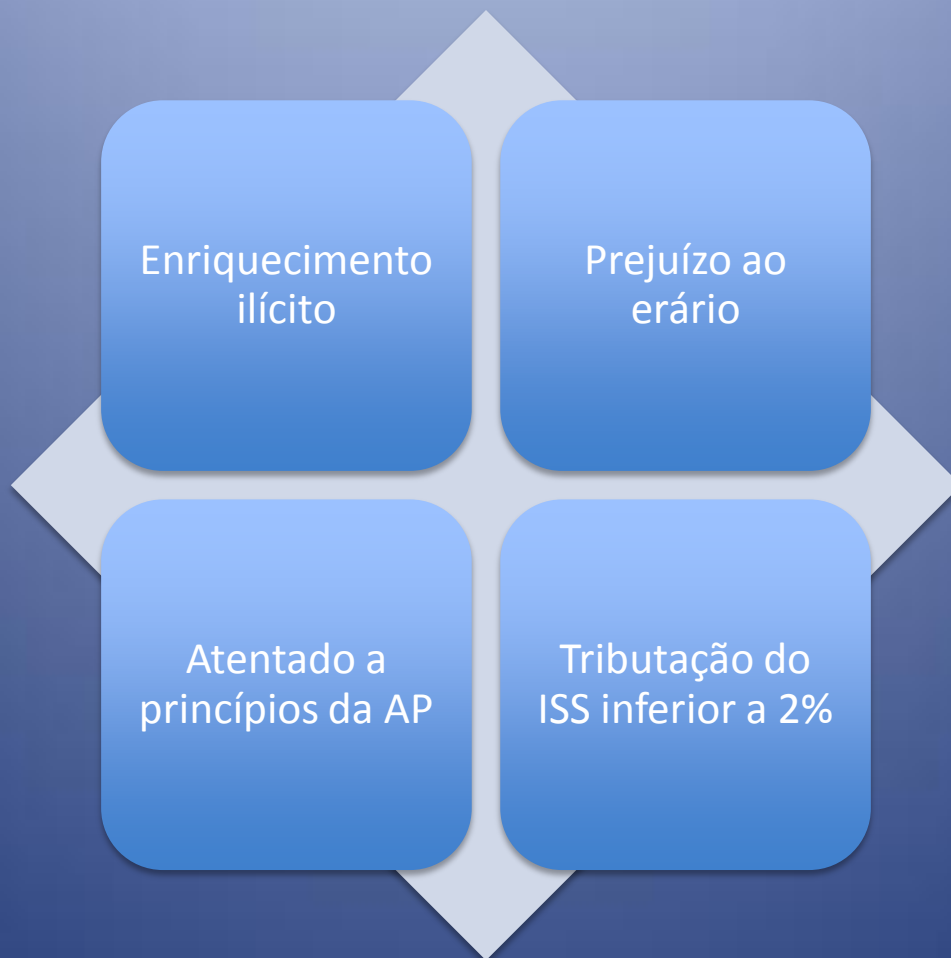 Enriquecimento
ilícito
Prejuízo ao
erário
Atentado a
princípios da AP
Tributação do
ISS inferior a 2%